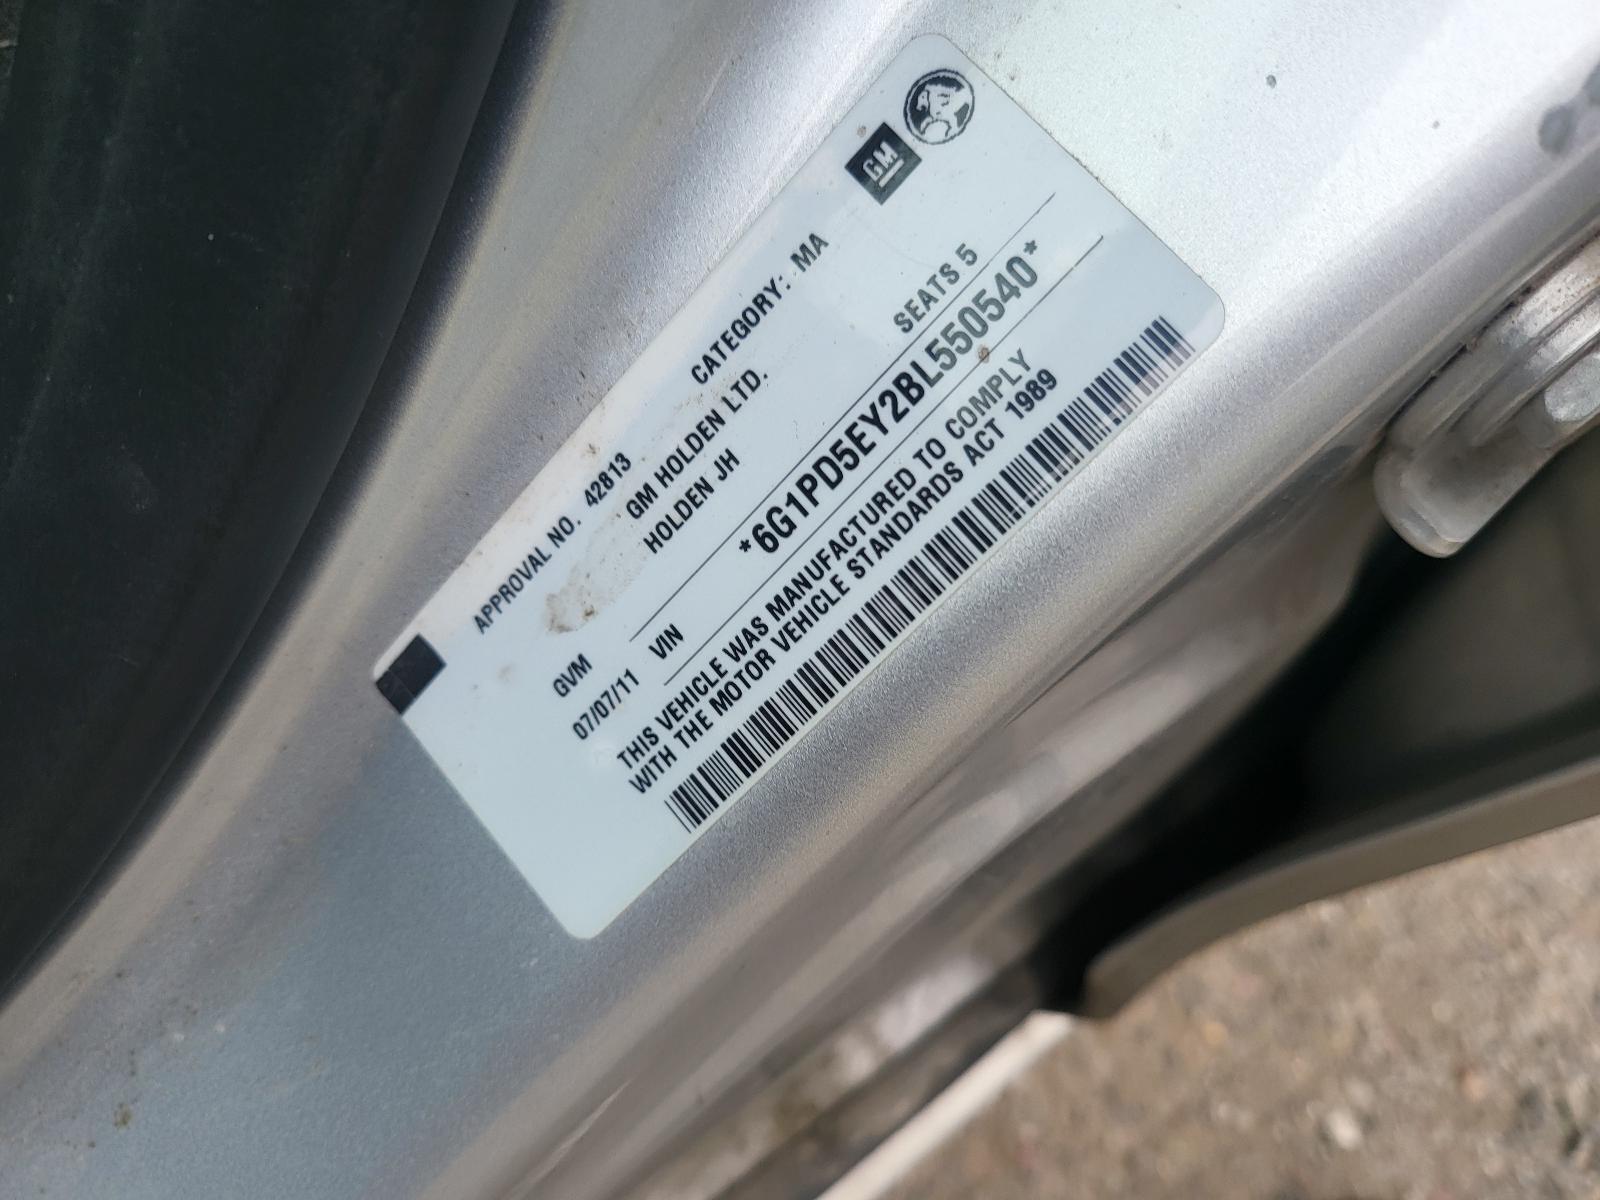 GM
APPROVAL NO. 42813 CATEGORY: MA
GM HOLDEN LTD.
HOLDEN JH
GVM SEATS 5
07/07/11 VIN *6G1PD5EY2BL550540*
THIS VEHICLE WAS MANUFACTURED TO COMPLY
WITH THE MOTOR VEHICLE STANDARDS ACT 1989